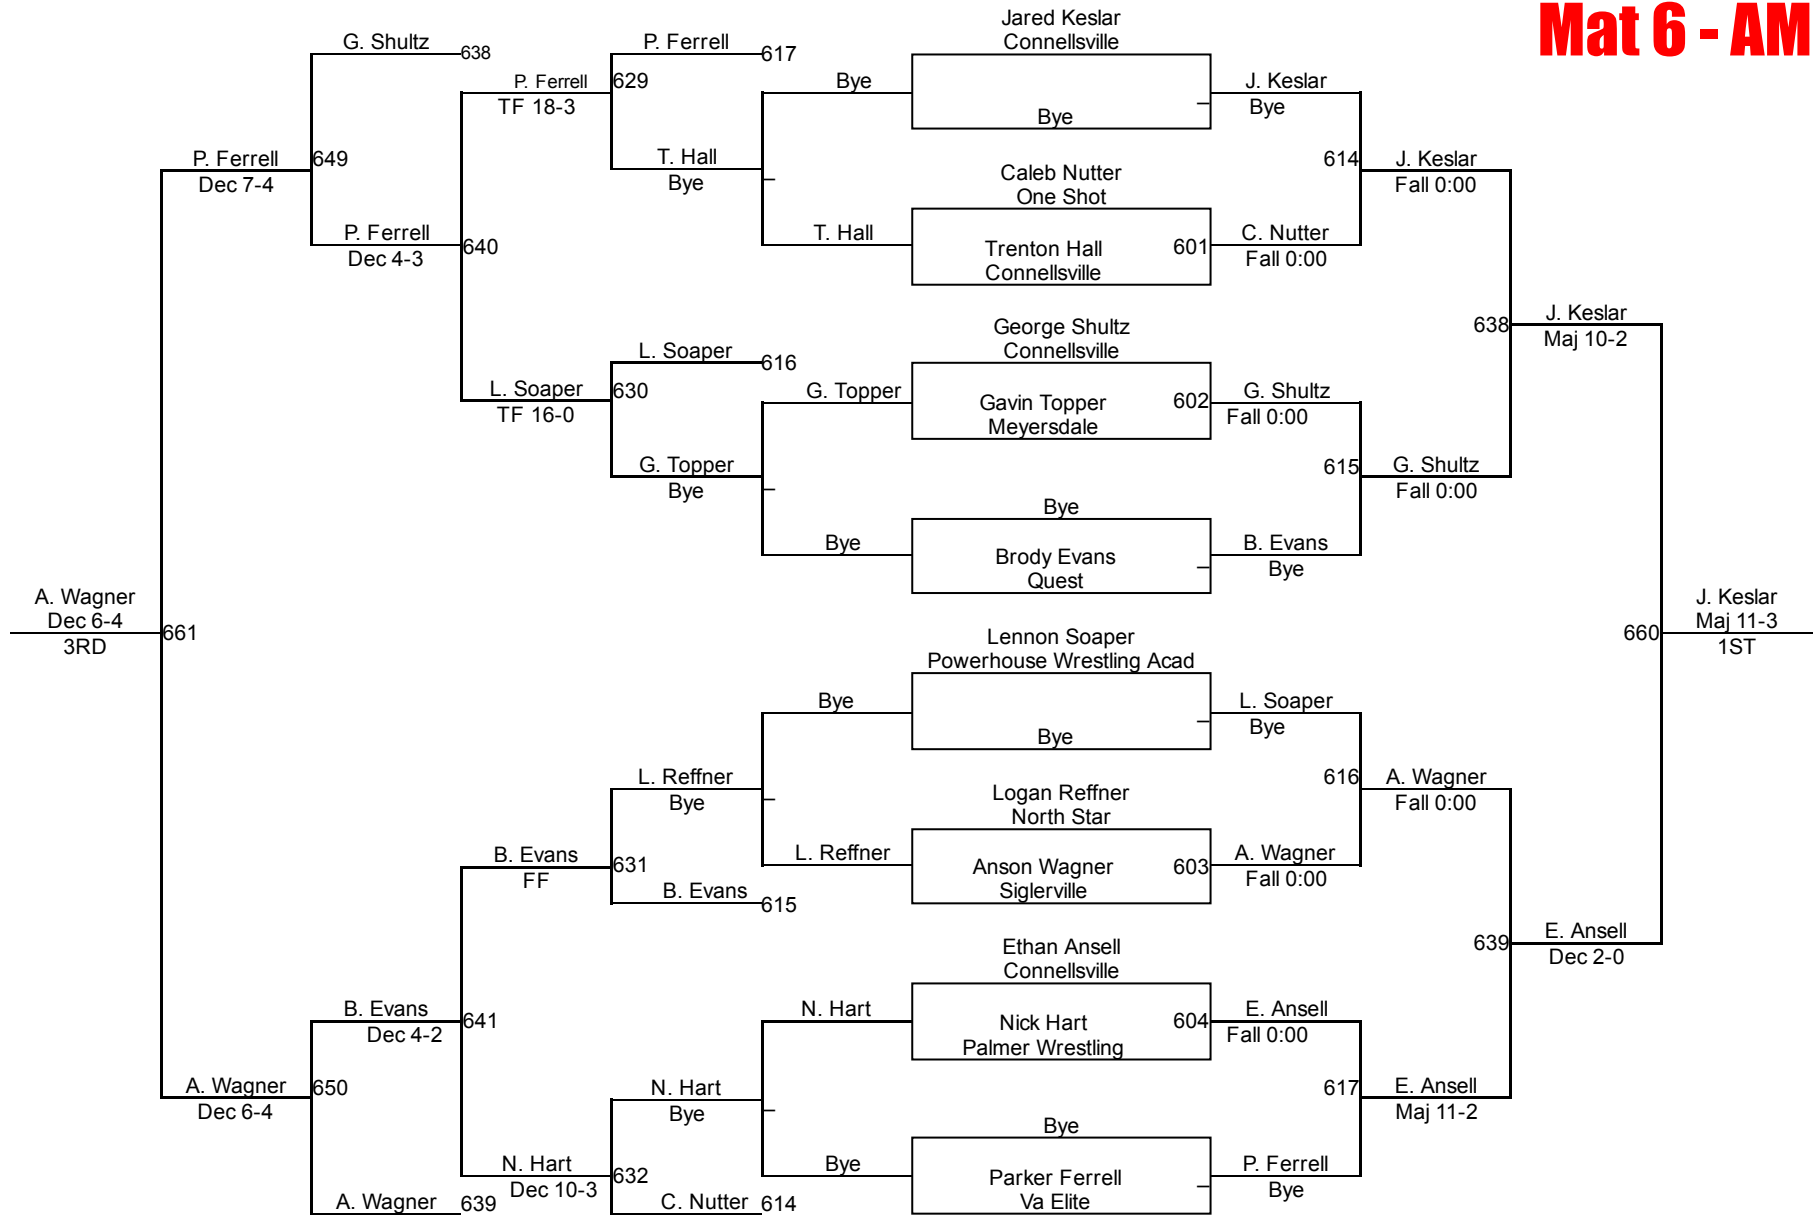 Mat 6 - AM
Jared Keslar
Connellsville
G. Shultz
638
P. Ferrell
617
P. Ferrell
629
TF 18-3
Bye
Bye
J. Keslar
Bye
P. Ferrell
649
Dec 7-4
T. Hall
Bye
614
J. Keslar
Fall 0:00
Caleb Nutter
One Shot
P. Ferrell
640
Dec 4-3
T. Hall
Trenton Hall
Connellsville
601
C. Nutter
Fall 0:00
638
J. Keslar
Maj 10-2
George Shultz
Connellsville
L. Soaper
616
L. Soaper
630
TF 16-0
G. Topper
Gavin Topper
Meyersdale
602
G. Shultz
Fall 0:00
G. Topper
Bye
615
G. Shultz
Fall 0:00
Bye
Bye
Brody Evans
Quest
B. Evans
Bye
A. Wagner
Dec 6-4
3RD
661
660
J. Keslar
Maj 11-3
1ST
Lennon Soaper
Powerhouse Wrestling Acad
Bye
Bye
L. Soaper
Bye
L. Reffner
Bye
616
A. Wagner
Fall 0:00
Logan Reffner
North Star
B. Evans
631
FF
L. Reffner
Anson Wagner
Siglerville
603
A. Wagner
Fall 0:00
B. Evans
615
639
E. Ansell
Dec 2-0
Ethan Ansell
Connellsville
B. Evans
641
Dec 4-2
N. Hart
Nick Hart
Palmer Wrestling
604
E. Ansell
Fall 0:00
A. Wagner
650
Dec 6-4
N. Hart
Bye
617
E. Ansell
Maj 11-2
Bye
N. Hart
632
Dec 10-3
Bye
Parker Ferrell
Va Elite
P. Ferrell
Bye
A. Wagner
639
C. Nutter
614